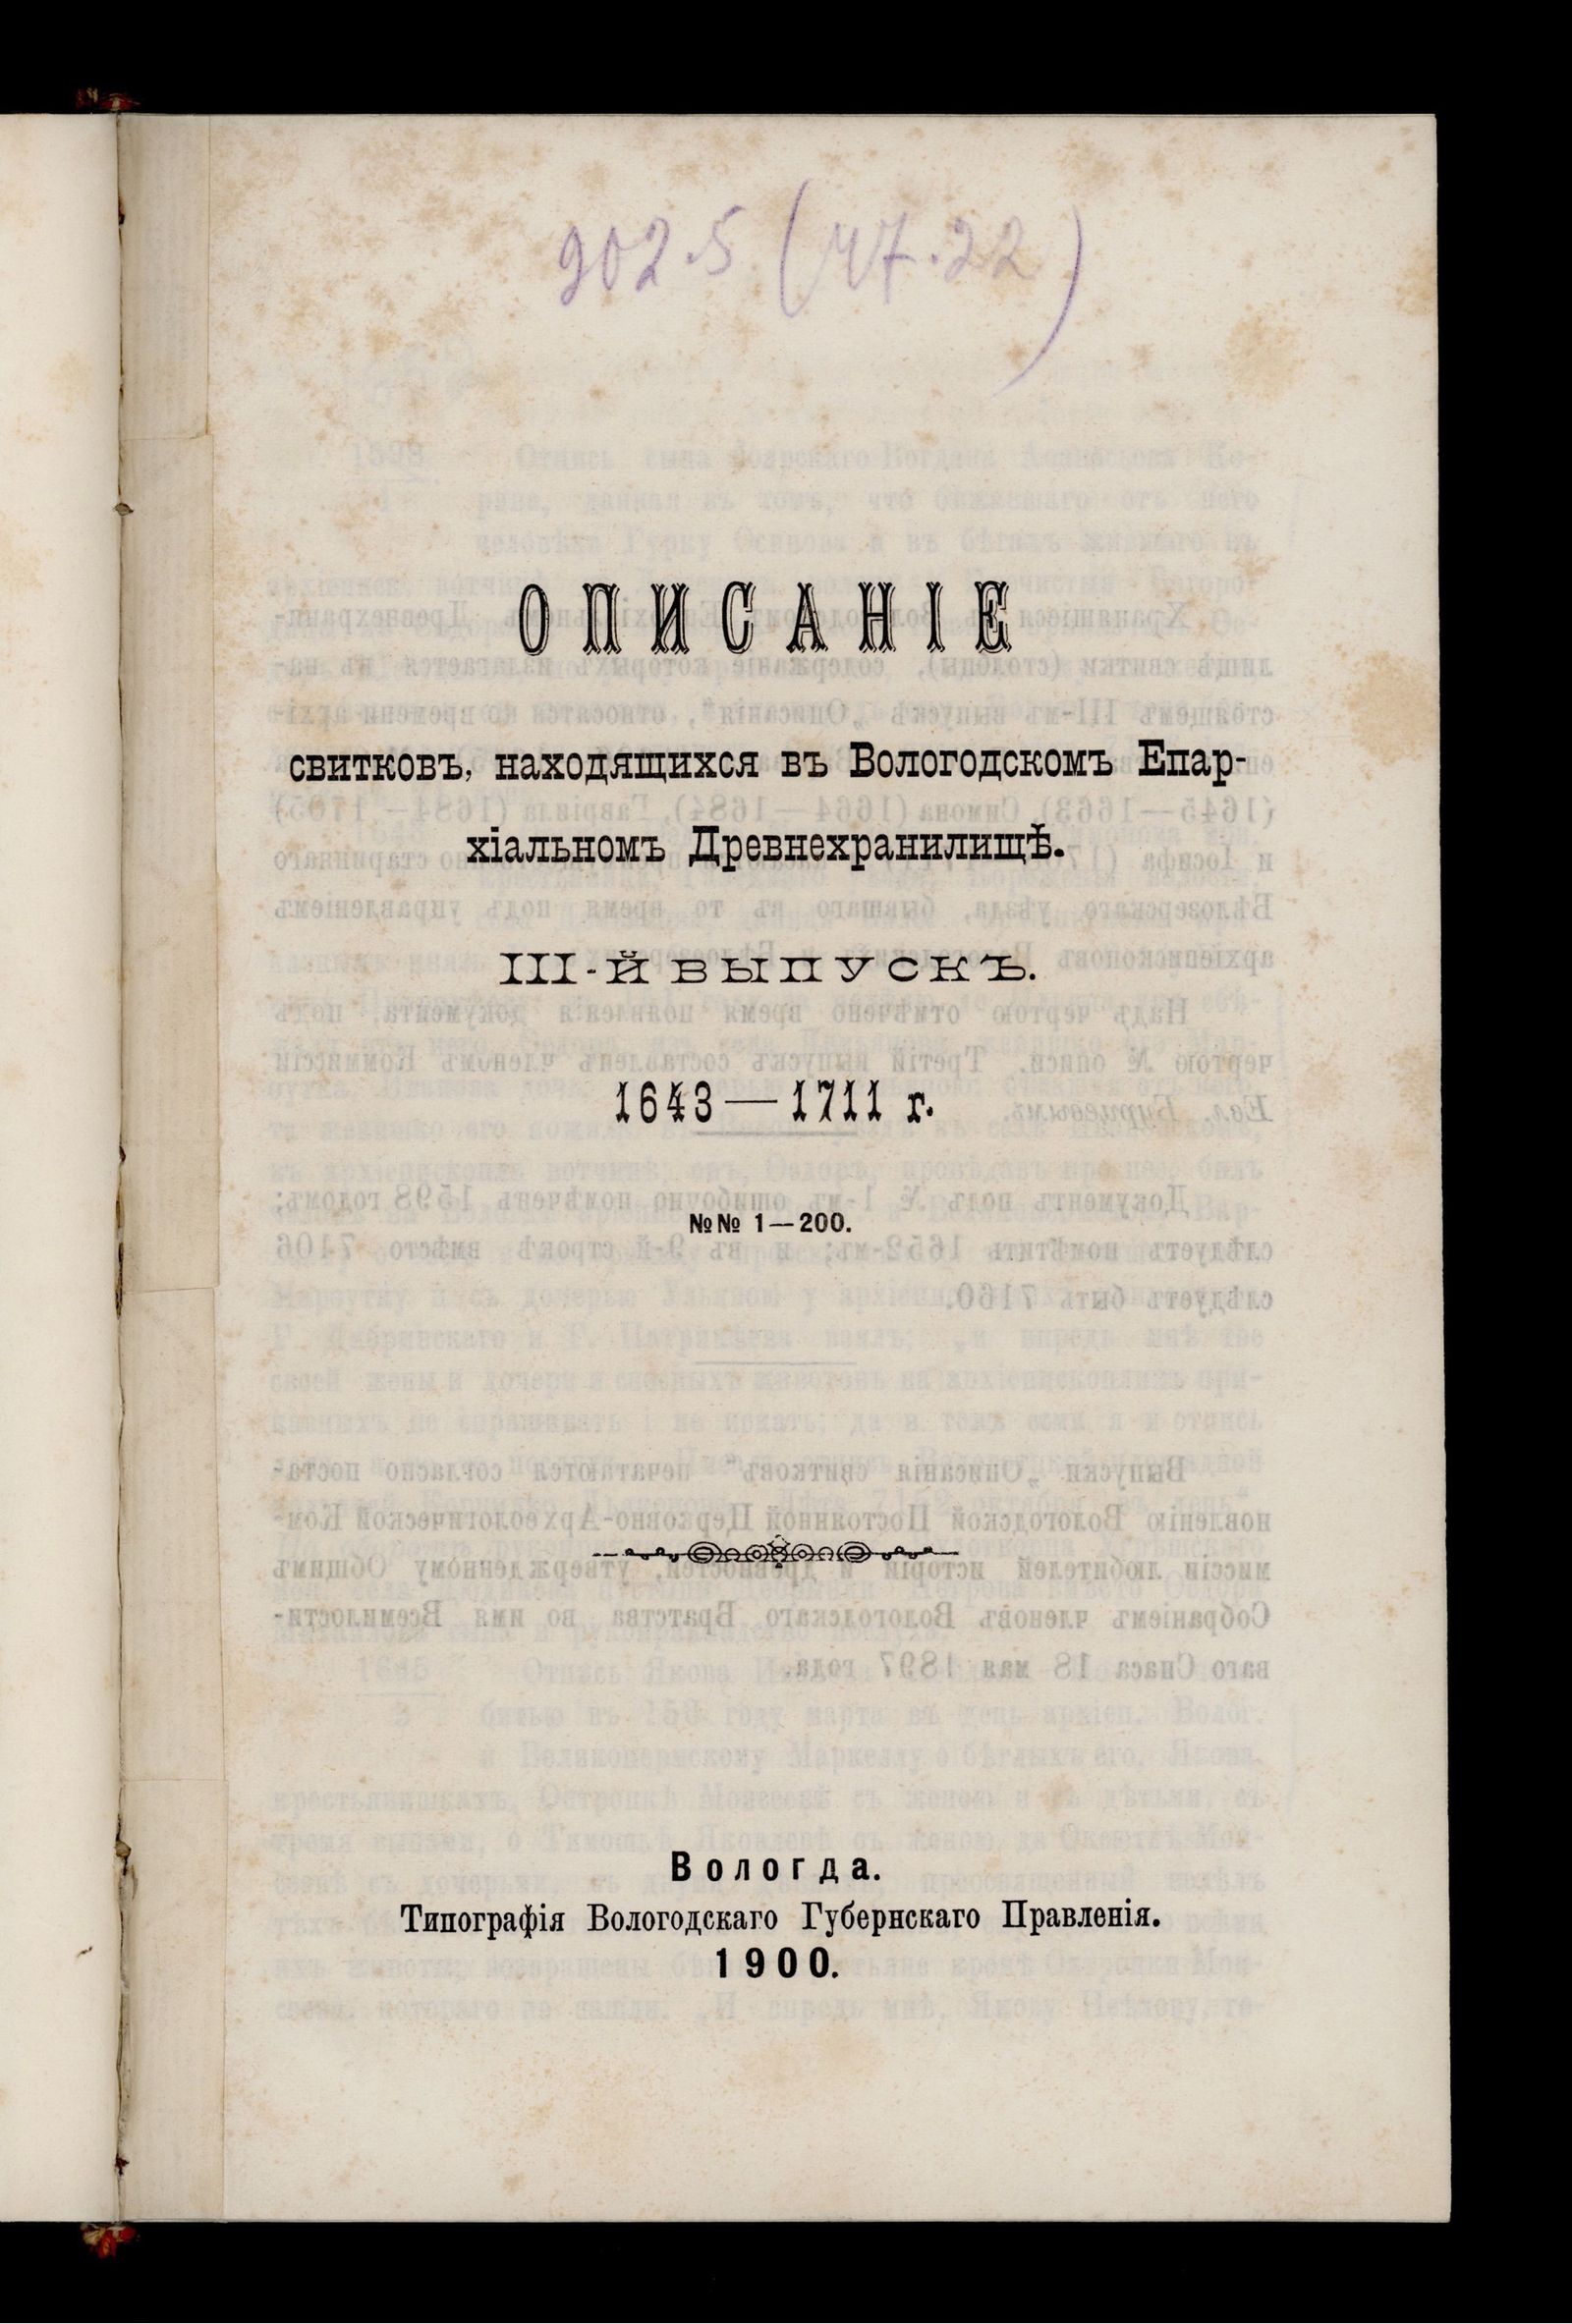 902.5 (47.22)
ОПИСАНІЕ
свитковъ, находящихся въ Вологодскомъ Епар-
хіальномъ Древнехранилищѣ.
III-Й ВЫПУСКЪ.
1643—1711 г.
№№ 1—200.
Вологда.
Типографія Вологодскаго Губернскаго Правленія.
1900.